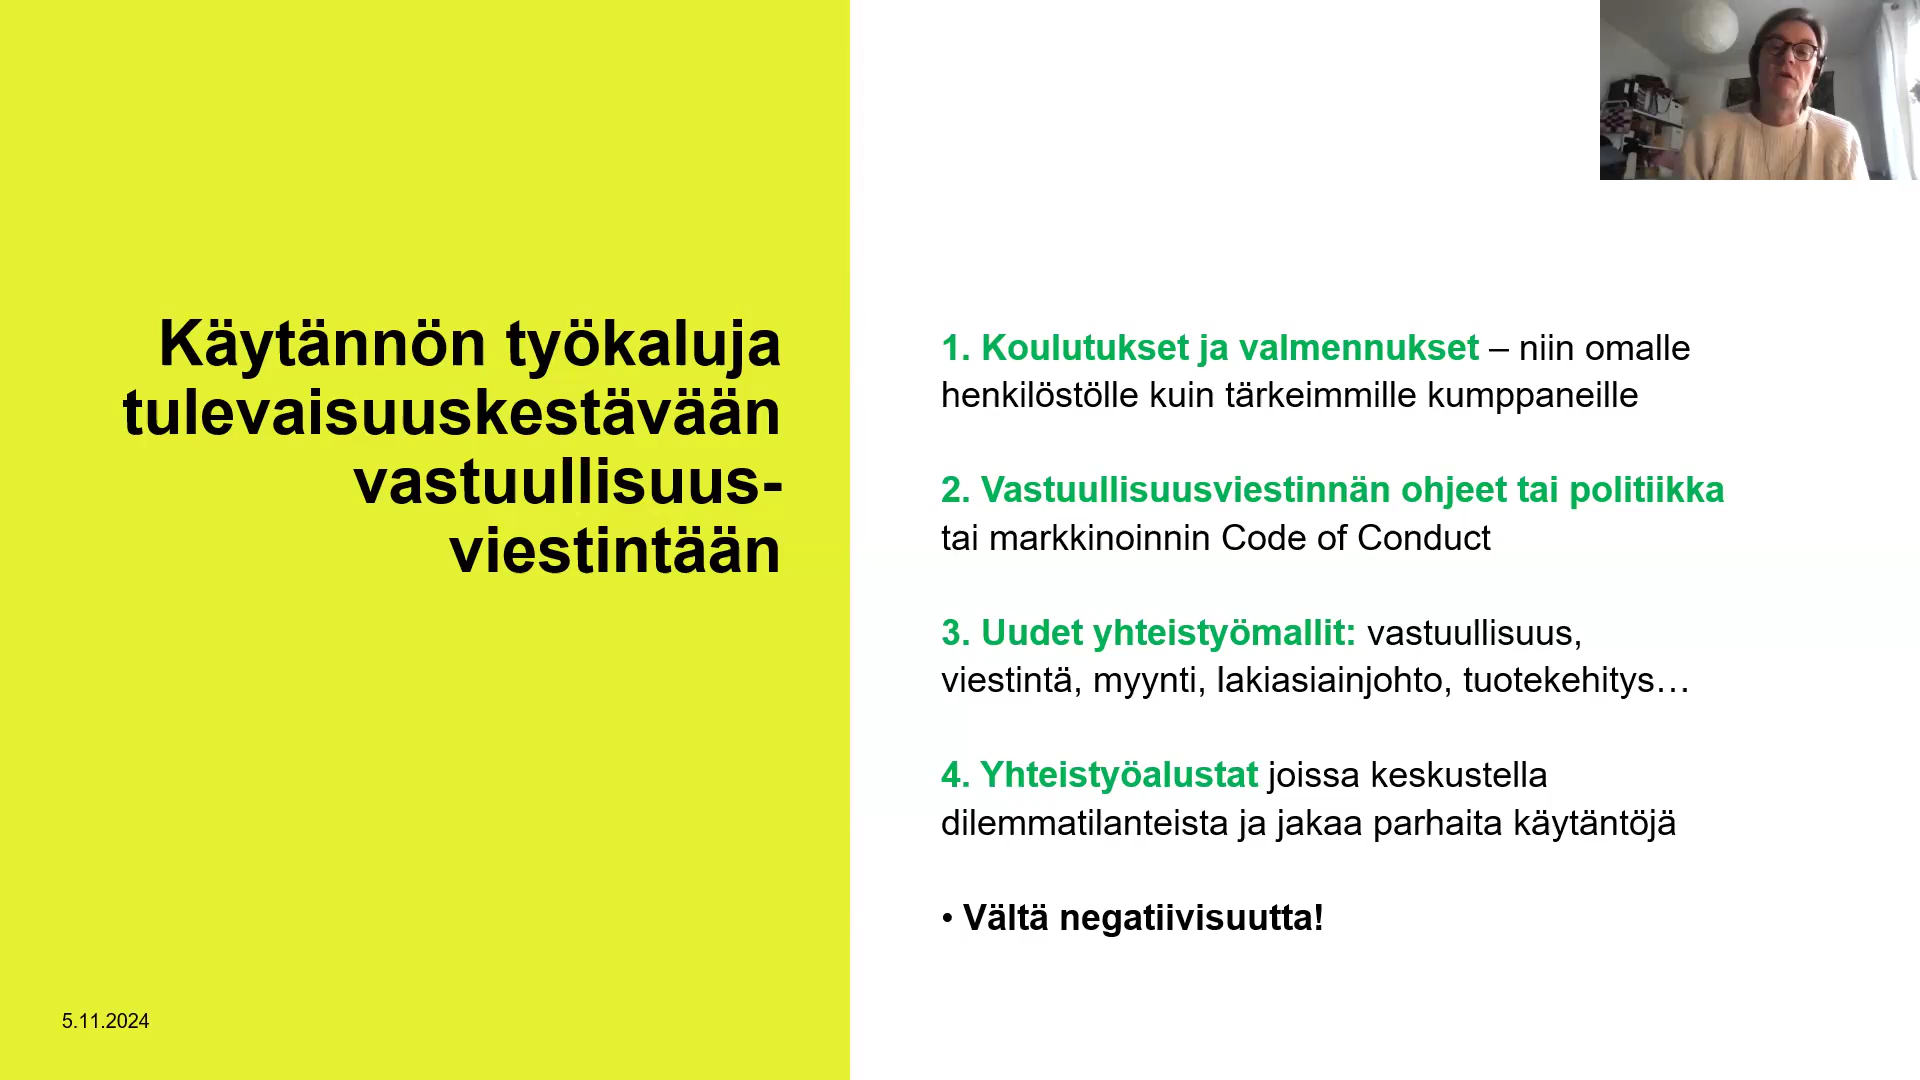 Käytännön työkaluja
tulevaisuuskestävään
vastuullisuus-
viestintään
1. Koulutukset ja valmennukset – niin omalle
henkilöstölle kuin tärkeimmille kumppaneille
2. Vastuullisuusviestinnän ohjeet tai politiikka
tai markkinoinnin Code of Conduct
3. Uudet yhteistyömallit: vastuullisuus,
viestintä, myynti, lakiasiainjohto, tuotekehitys…
4. Yhteistyöalustat joissa keskustella
dilemmatilanteista ja jakaa parhaita käytäntöjä
• Vältä negatiivisuutta!
5.11.2024